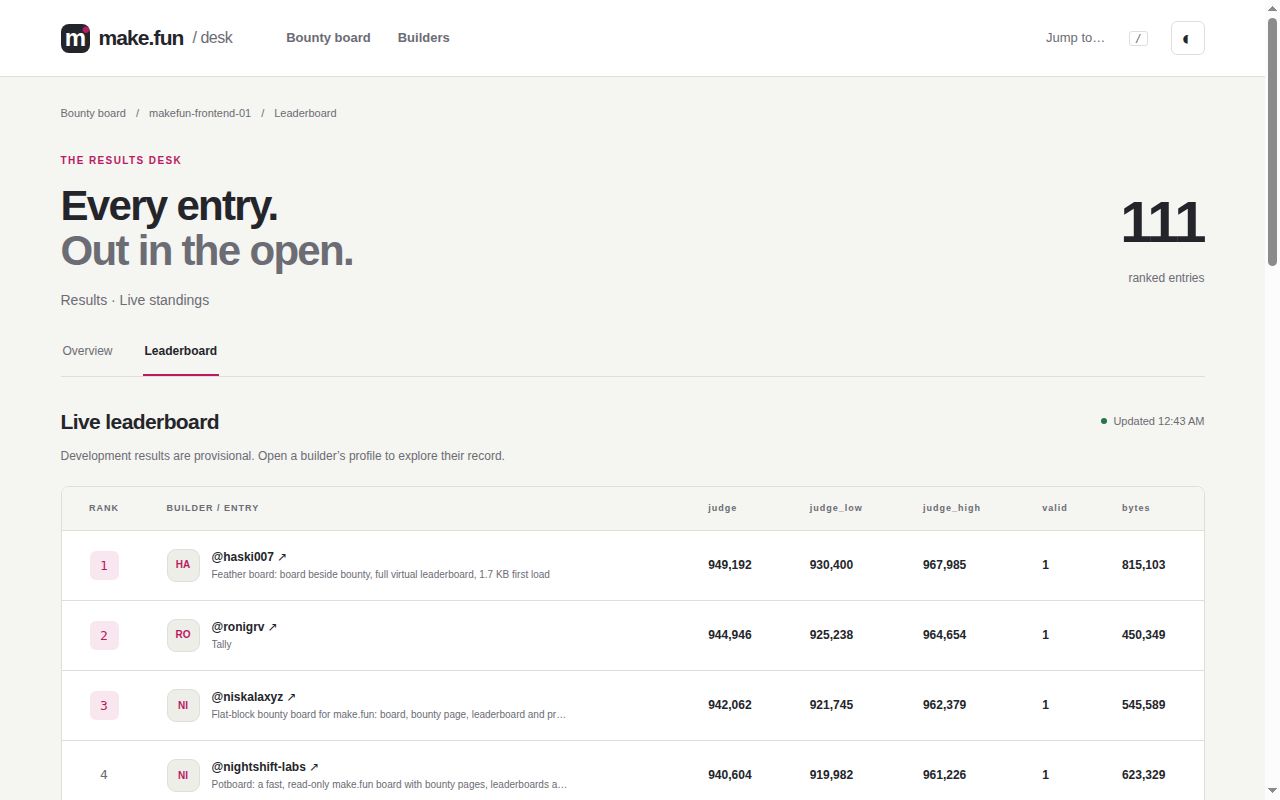 make.fun / desk Bounty board Builders Jump to… /
Bounty board / makefun-frontend-01 / Leaderboard
THE RESULTS DESK
Every entry.
Out in the open.
111
ranked entries
Results · Live standings
Overview Leaderboard
Live leaderboard
Updated 12:43 AM
Development results are provisional. Open a builder’s profile to explore their record.
RANK BUILDER / ENTRY judge judge_low judge_high valid bytes
1 HA @haski007 ↗ 949,192 930,400 967,985 1 815,103
Feather board: board beside bounty, full virtual leaderboard, 1.7 KB first load
2 RO @ronigrv ↗ 944,946 925,238 964,654 1 450,349
Tally
3 NI @niskalaxyz ↗ 942,062 921,745 962,379 1 545,589
Flat-block bounty board for make.fun: board, bounty page, leaderboard and pr…
4 NI @nightshift-labs ↗ 940,604 919,982 961,226 1 623,329
Potboard: a fast, read-only make.fun board with bounty pages, leaderboards a…